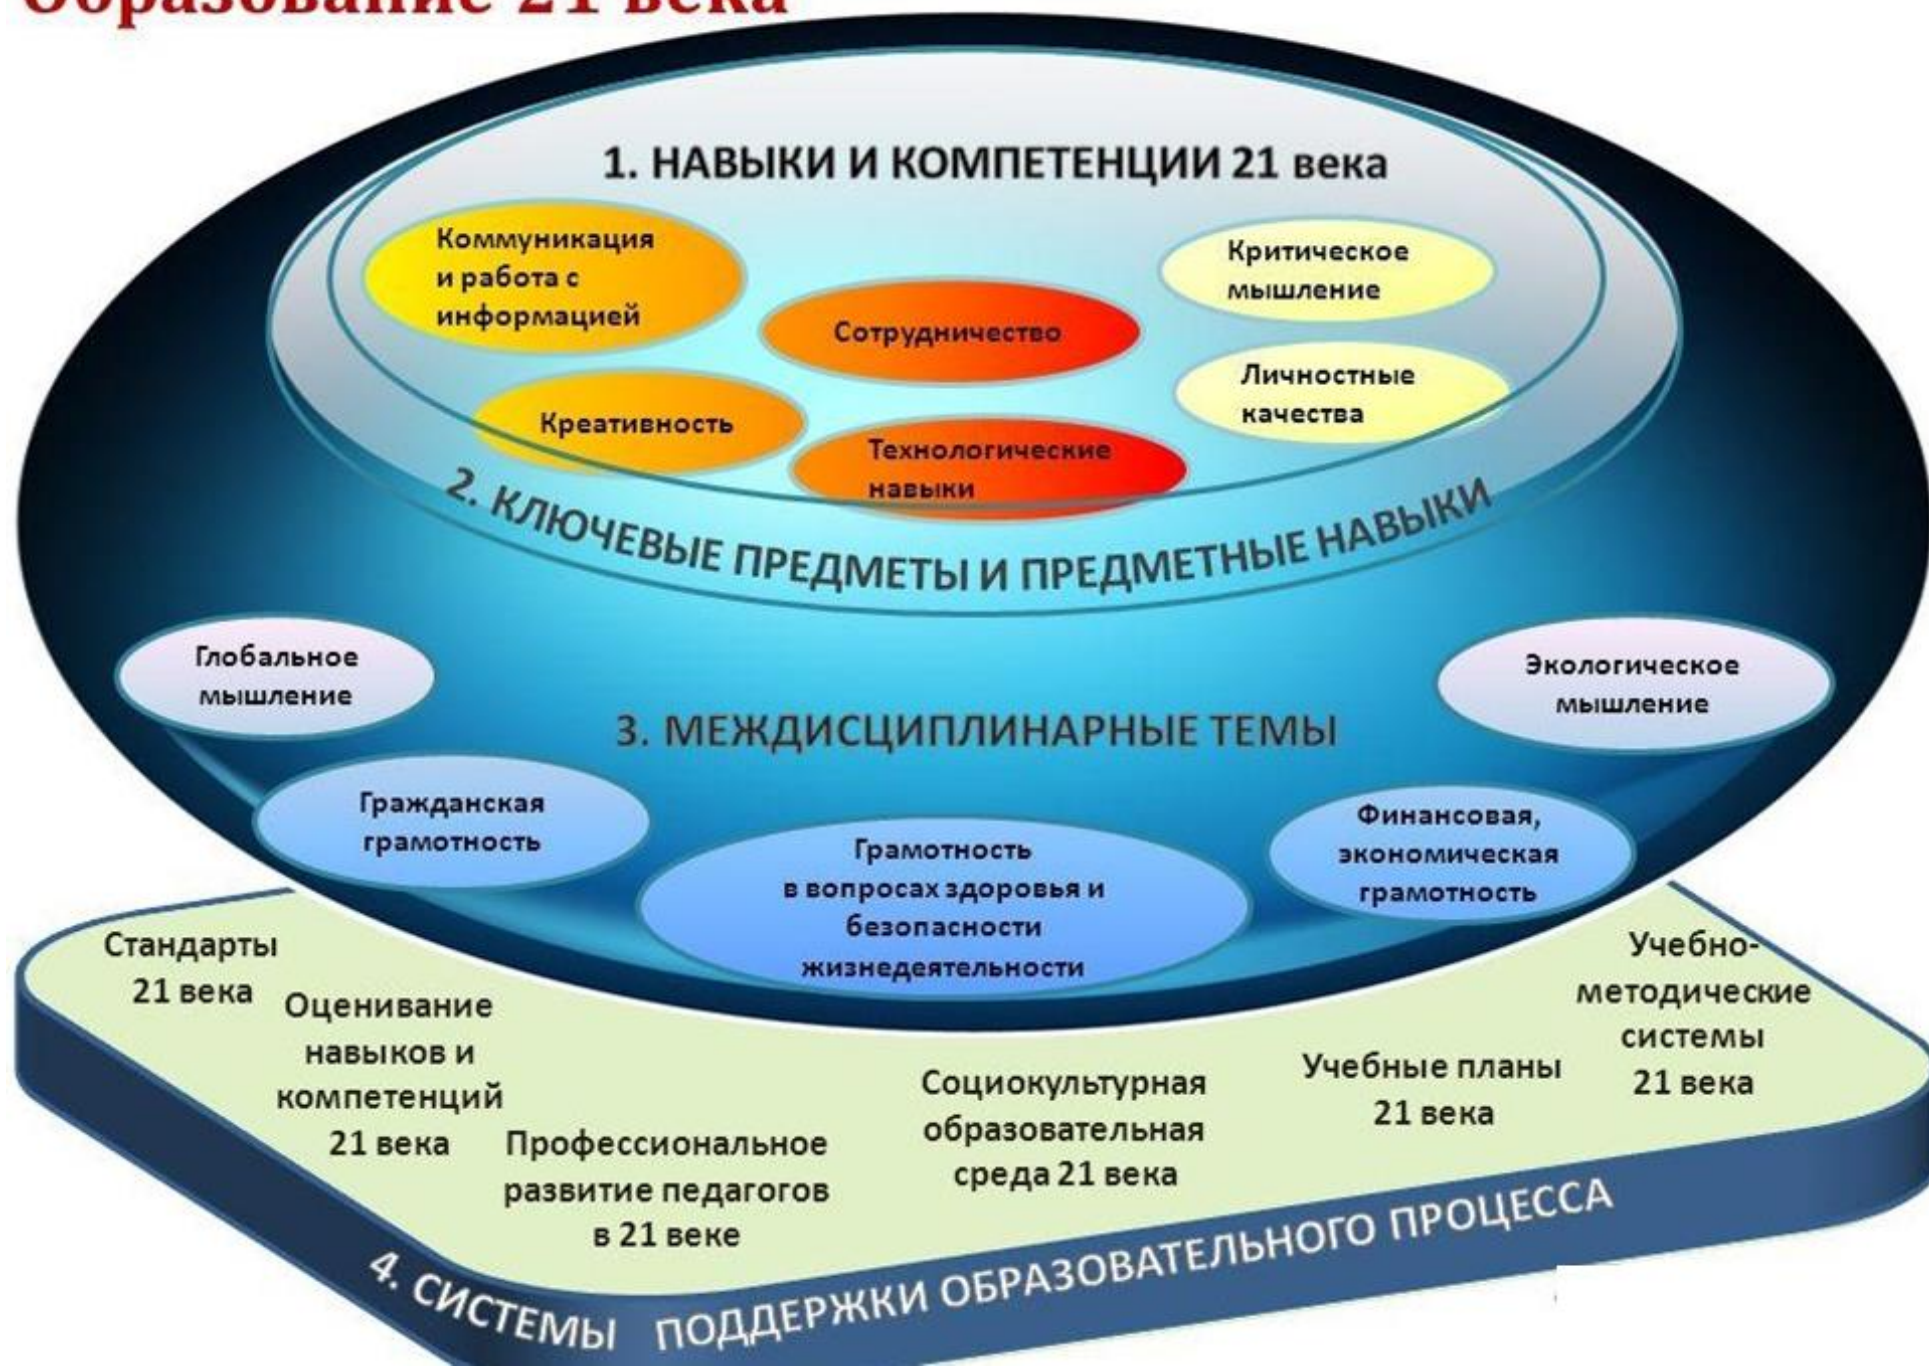 Образование 21 века
1. НАВЫКИ И КОМПЕТЕНЦИИ 21 века
Коммуникация
и работа с
информацией
Сотрудничество
Критическое
мышление
Креативность
Технологические
навыки
Личностные
качества
2. КЛЮЧЕВЫЕ ПРЕДМЕТЫ И ПРЕДМЕТНЫЕ НАВЫКИ
Глобальное
мышление
Экологическое
мышление
3. МЕЖДИСЦИПЛИНАРНЫЕ ТЕМЫ
Гражданская
грамотность
Грамотность
в вопросах здоровья и
безопасности
жизнедеятельности
Финансовая,
экономическая
грамотность
Стандарты
21 века
Оценивание
навыков и
компетенций
21 века
Профессиональное
развитие педагогов
в 21 веке
Социокультурная
образовательная
среда 21 века
Учебные планы
21 века
Учебно-
методические
системы
21 века
4. СИСТЕМЫ ПОДДЕРЖКИ ОБРАЗОВАТЕЛЬНОГО ПРОЦЕССА